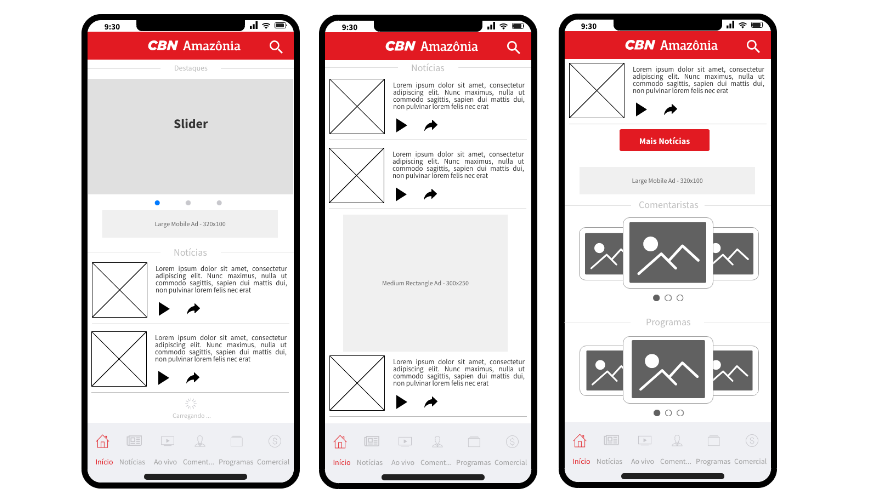 9:30
CBN Amazônia
Destaques
Slider
Large Mobile Ad - 320x100
Notícias
Lorem ipsum dolor sit amet, consectetur
adipiscing elit. Nunc maximus, nulla ut
commodo sagittis, sapien dui mattis dui,
non pulvinar lorem felis nec erat
Lorem ipsum dolor sit amet, consectetur
adipiscing elit. Nunc maximus, nulla ut
commodo sagittis, sapien dui mattis dui,
non pulvinar lorem felis nec erat
Carregando ...
Início Notícias Ao vivo Coment... Programas Comercial
9:30
CBN Amazônia
Notícias
Lorem ipsum dolor sit amet, consectetur
adipiscing elit. Nunc maximus, nulla ut
commodo sagittis, sapien dui mattis dui,
non pulvinar lorem felis nec erat
Lorem ipsum dolor sit amet, consectetur
adipiscing elit. Nunc maximus, nulla ut
commodo sagittis, sapien dui mattis dui,
non pulvinar lorem felis nec erat
Medium Rectangle Ad - 300x250
Lorem ipsum dolor sit amet, consectetur
adipiscing elit. Nunc maximus, nulla ut
commodo sagittis, sapien dui mattis dui,
non pulvinar lorem felis nec erat
Início Notícias Ao vivo Coment... Programas Comercial
9:30
CBN Amazônia
Lorem ipsum dolor sit amet, consectetur
adipiscing elit. Nunc maximus, nulla ut
commodo sagittis, sapien dui mattis dui,
non pulvinar lorem felis nec erat
Mais Notícias
Large Mobile Ad - 320x100
Comentaristas
Programas
Início Notícias Ao vivo Coment... Programas Comercial